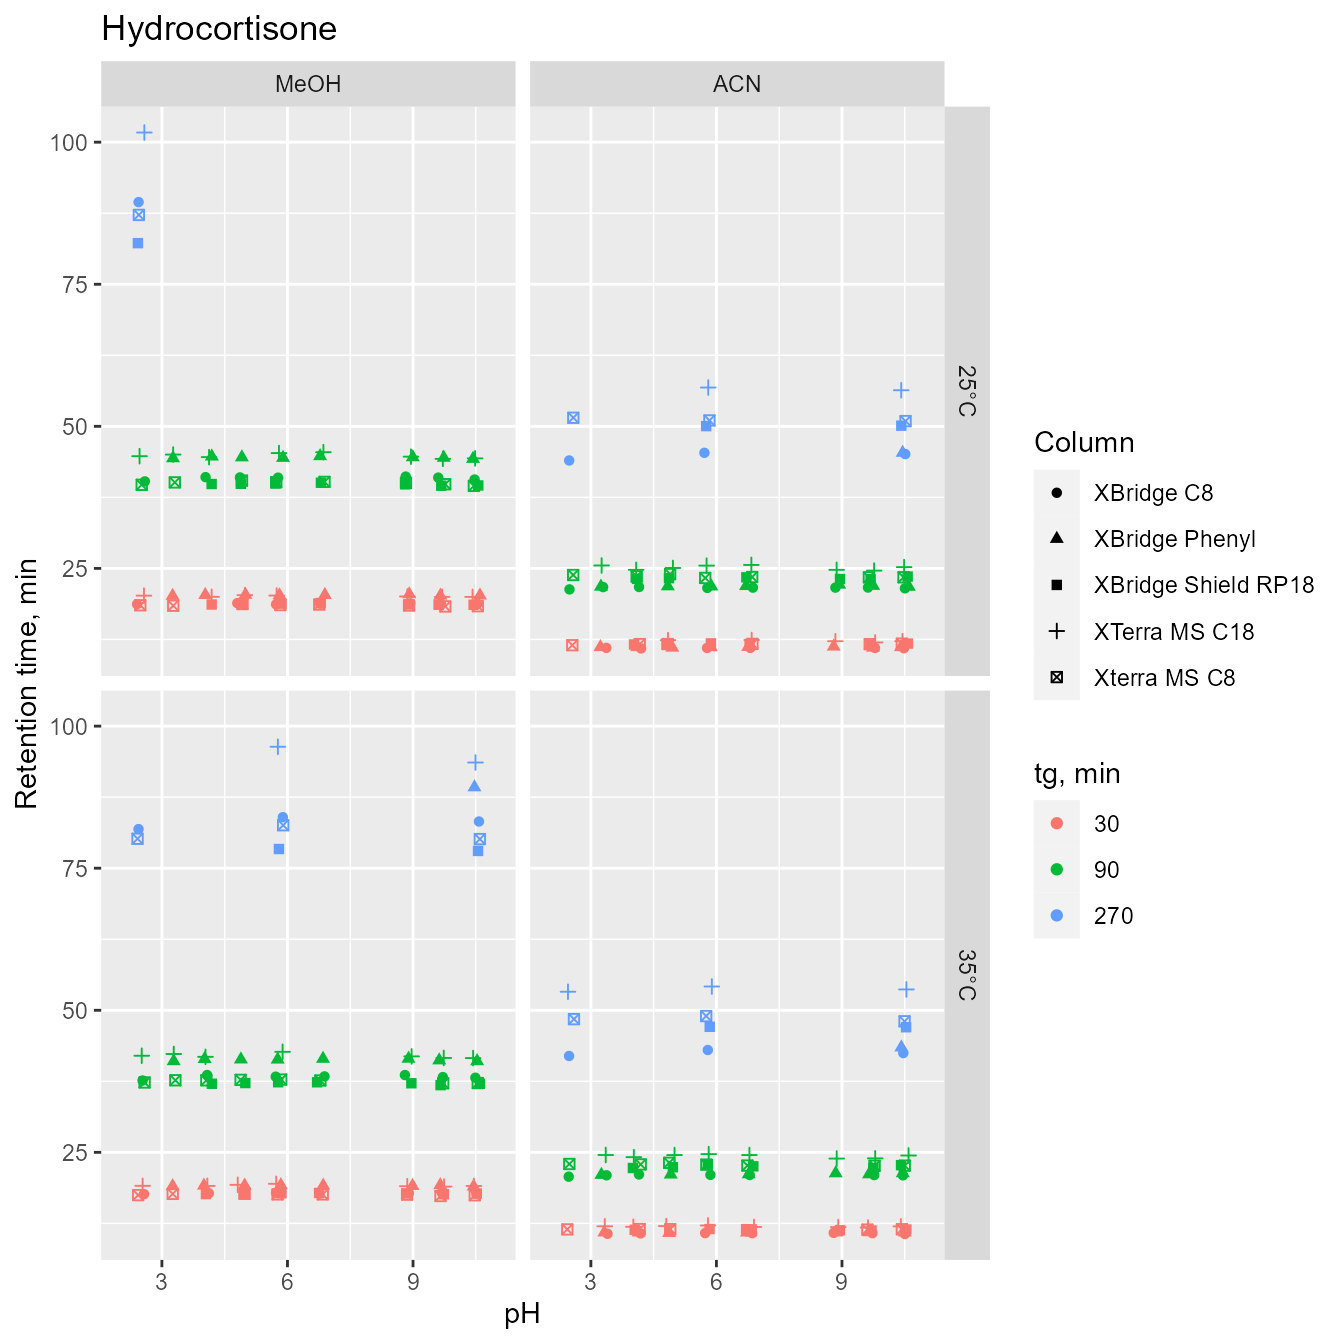 Hydrocortisone
MeOH
ACN
100
75
50
25
25°C
100
75
50
25
35°C
3
6
9
3
6
9
Retention time, min
pH
Column
XBridge C8
XBridge Phenyl
XBridge Shield RP18
XTerra MS C18
Xterra MS C8
tg, min
30
90
270